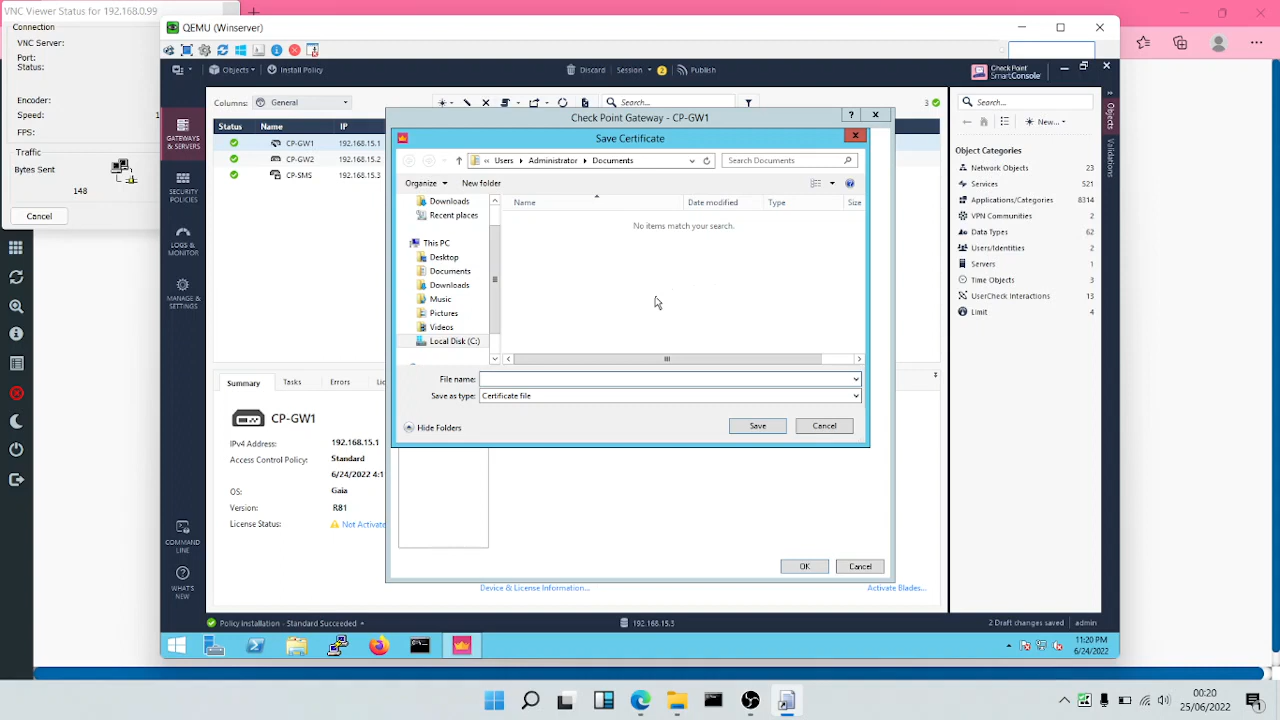 VNC Viewer Status for 192.168.0.99
Connection
VNC Server:
Port:
Status:
Encoder:
FPS:
Traffic
Bytes Sent
148
Cancel
QEMU (Winserver)
Objects
Install Policy
Discard
Session
2
Publish
Check Point
SmartConsole
Columns:
General
Search...
3
Status
Name
IP
CP-GW1
192.168.15.1
CP-GW2
192.168.15.2
CP-SMS
192.168.15.2
GATEWAYS
& SERVERS
SECURITY
POLICIES
LOGS &
MONITOR
MANAGE &
SETTINGS
COMMAND
LINE
WHAT'S
NEW
Check Point Gateway - CP-GW1
?
Save Certificate
Users
Administrator
Documents
Search Documents
Organize
New folder
Name
Date modified
Type
Size
No items match your search.
Downloads
Recent places
This PC
Desktop
Documents
Downloads
Music
Pictures
Videos
Local Disk (C:)
File name:
Save as type:
Certificate file
Hide Folders
Save
Cancel
OK
Cancel
Summary
Tasks
Errors
Lic
CP-GW1
IPv4 Address:
192.168.15.1
Access Control Policy:
Standard
6/24/2022 4:1
OS:
Gaia
Version:
R81
License Status:
Not Activate
Device & License Information...
Activate Blades...
Search...
New...
Objects
Validations
Object Categories
Network Objects
23
Services
521
Applications/Categories
8314
VPN Communities
2
Data Types
62
Users/Identities
2
Servers
1
Time Objects
3
UserCheck Interactions
13
Limit
4
Policy installation - Standard Succeeded
192.168.15.3
2 Draft changes saved
admin
11:20 PM
6/24/2022
00:20
25/06/2022
1